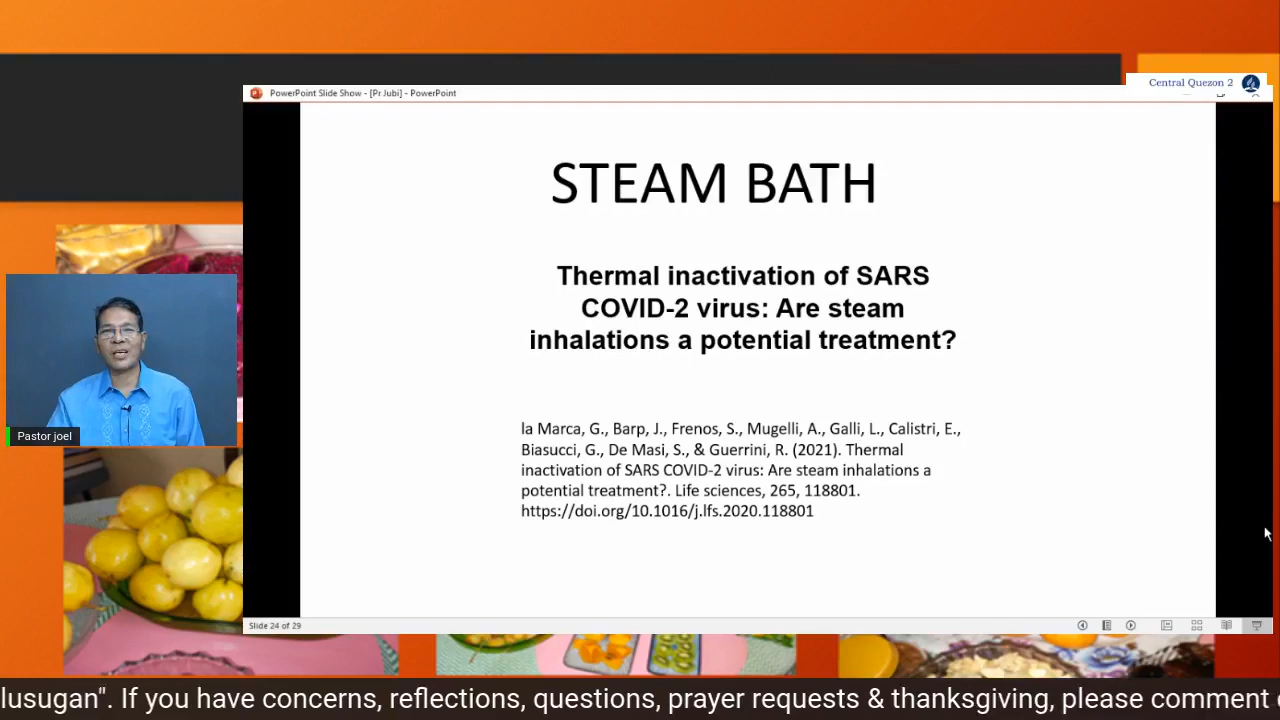 Central Quezon 2
PowerPoint Slide Show - [Pr Jubi] - PowerPoint
STEAM BATH
Thermal inactivation of SARS
COVID-2 virus: Are steam
inhalations a potential treatment?
la Marca, G., Barp, J., Frenos, S., Mugelli, A., Galli, L., Calistri, E.,
Biasucci, G., De Masi, S., & Guerrini, R. (2021). Thermal
inactivation of SARS COVID-2 virus: Are steam inhalations a
potential treatment?. Life sciences, 265, 118801.
https://doi.org/10.1016/j.lfs.2020.118801
Pastor joel
Slide 24 of 29
lusugan". If you have concerns, reflections, questions, prayer requests & thanksgiving, please comment